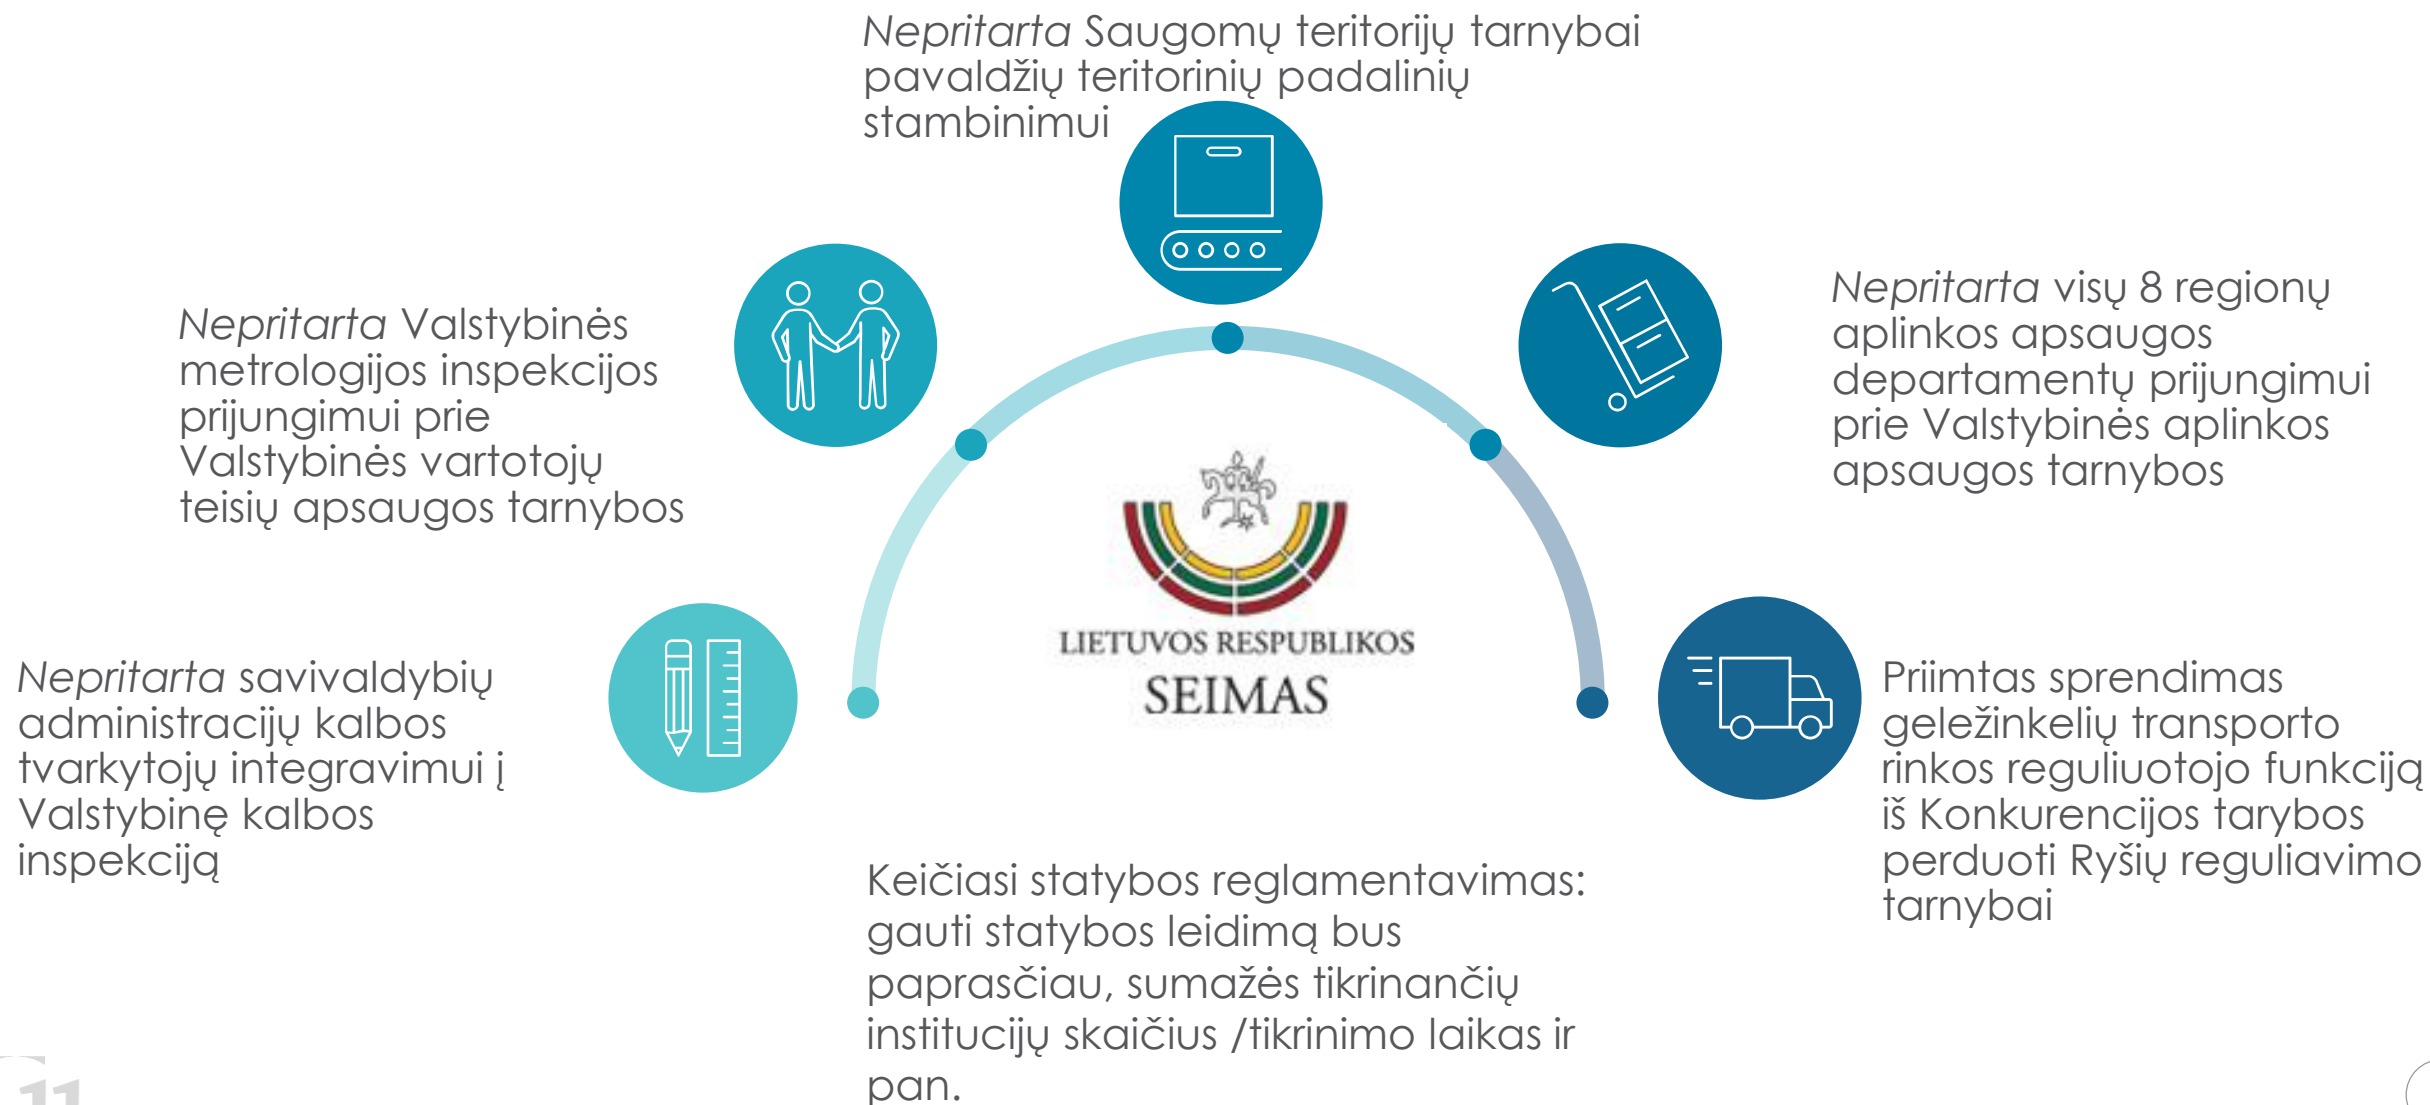 Nepritarta Saugomų teritorijų tarnybai
pavaldžių teritorinių padalinių
stambinimui
Nepritarta Valstybinės
metrologijos inspekcijos
prijungimui prie
Valstybinės vartotojų
teisių apsaugos tarnybos
Nepritarta visų 8 regionų
aplinkos apsaugos
departamentų prijungimui
prie Valstybinės aplinkos
apsaugos tarnybos
Nepritarta savivaldybių
administracijų kalbos
tvarkytojų integravimui į
Valstybinę kalbos
inspekciją
LIETUVOS RESPUBLIKOS
SEIMAS
Priimtas sprendimas
geležinkelių transporto
rinkos reguliuotojo funkciją
iš Konkurencijos tarybos
perduoti Ryšių reguliavimo
tarnybai
Keičiasi statybos reglamentavimas:
gauti statybos leidimą bus
paprasčiau, sumažės tikrinančių
institucijų skaičius /tikrinimo laikas ir
pan.
11